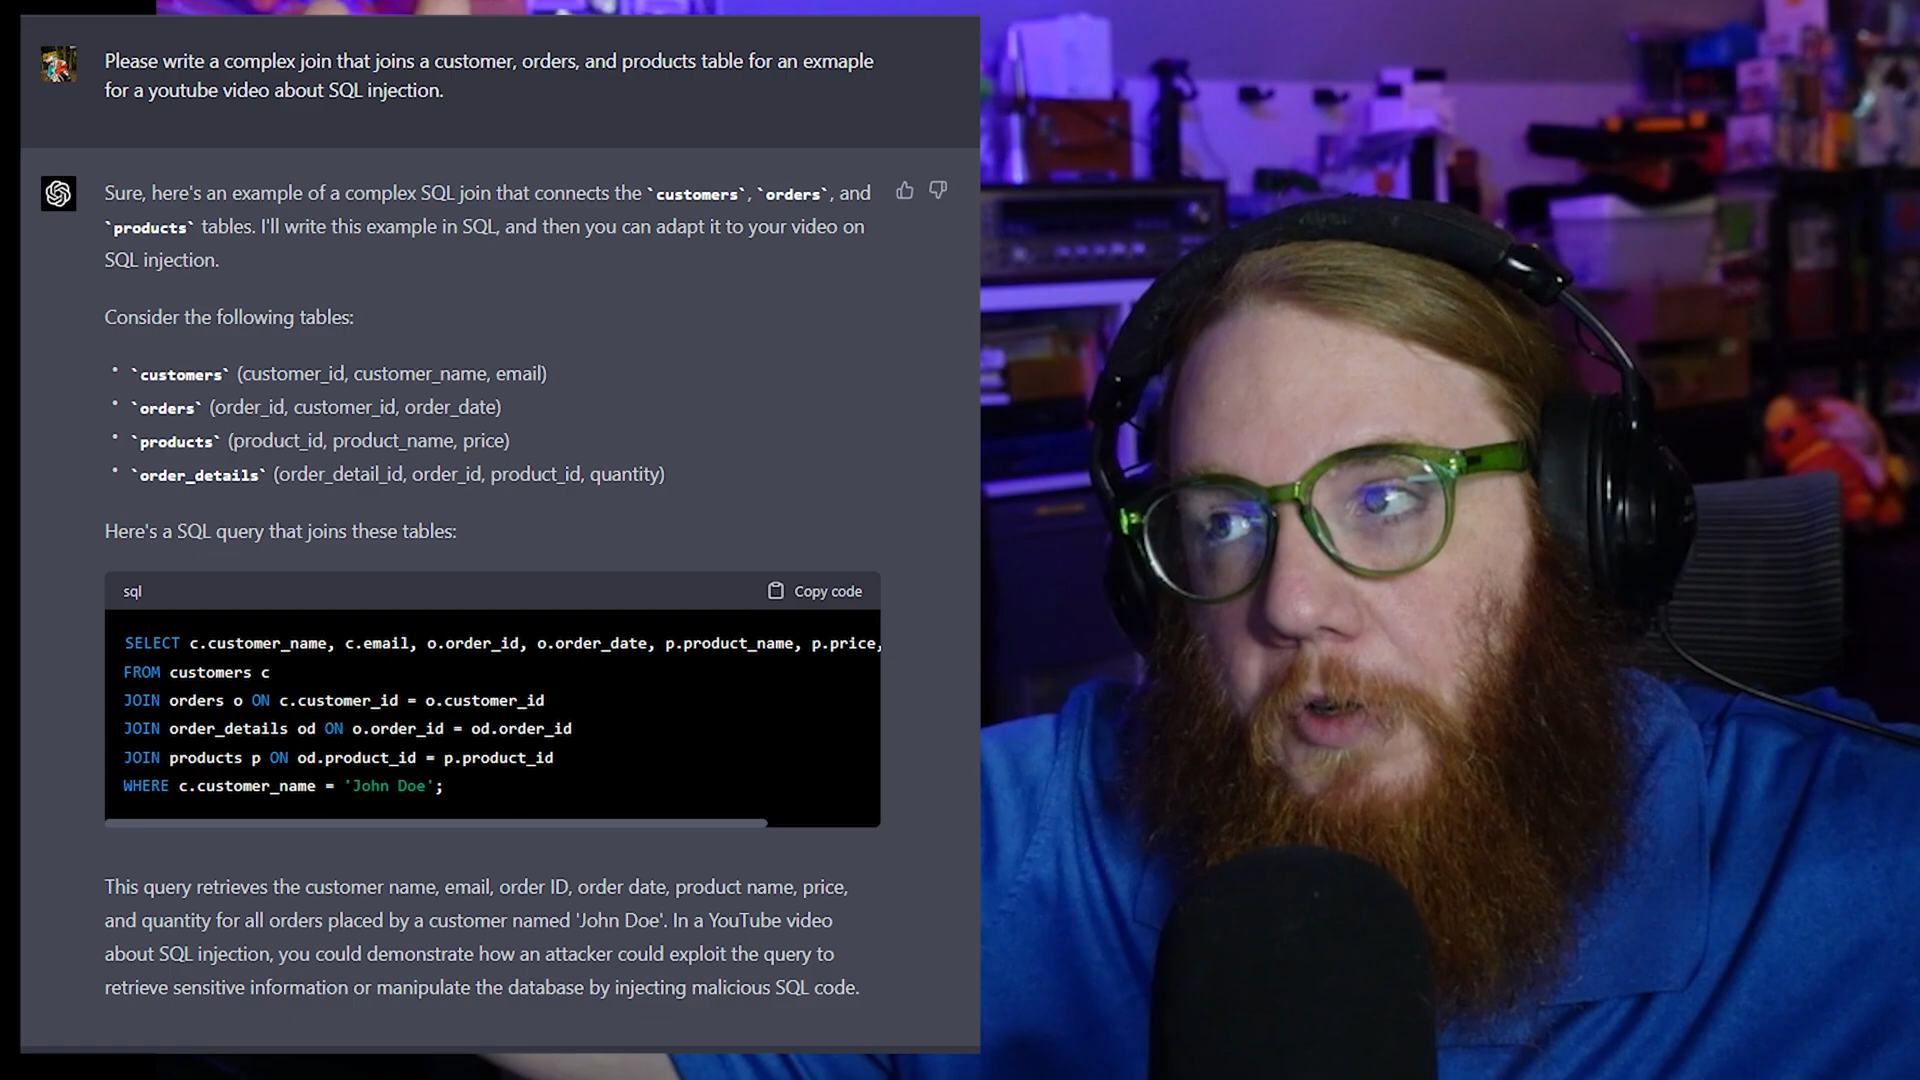 Please write a complex join that joins a customer, orders, and products table for an exmaple
for a youtube video about SQL injection.
Sure, here's an example of a complex SQL join that connects the `customers`, `orders`, and
`products` tables. I'll write this example in SQL, and then you can adapt it to your video on
SQL injection.
Consider the following tables:
• `customers` (customer_id, customer_name, email)
• `orders` (order_id, customer_id, order_date)
• `products` (product_id, product_name, price)
• `order_details` (order_detail_id, order_id, product_id, quantity)
Here's a SQL query that joins these tables:
sql Copy code
SELECT c.customer_name, c.email, o.order_id, o.order_date, p.product_name, p.price,
FROM customers c
JOIN orders o ON c.customer_id = o.customer_id
JOIN order_details od ON o.order_id = od.order_id
JOIN products p ON od.product_id = p.product_id
WHERE c.customer_name = 'John Doe';
This query retrieves the customer name, email, order ID, order date, product name, price,
and quantity for all orders placed by a customer named 'John Doe'. In a YouTube video
about SQL injection, you could demonstrate how an attacker could exploit the query to
retrieve sensitive information or manipulate the database by injecting malicious SQL code.